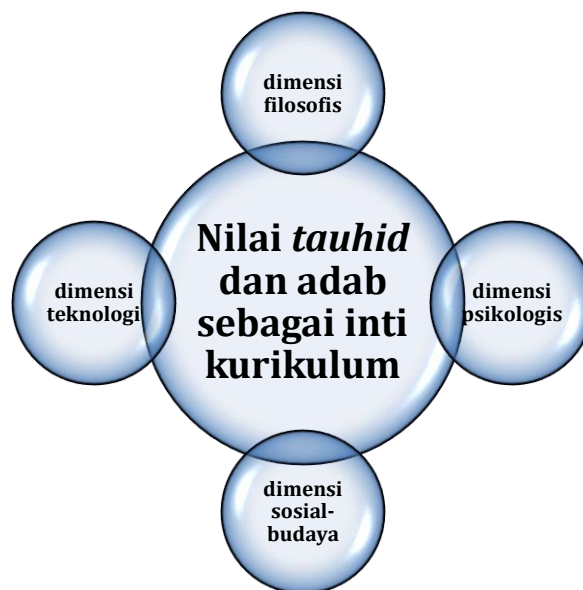 dimensi
filosofis
Nilai tauhid
dan adab
sebagai inti
kurikulum
dimensi
teknologi
dimensi
psikologis
dimensi
sosial-
budaya